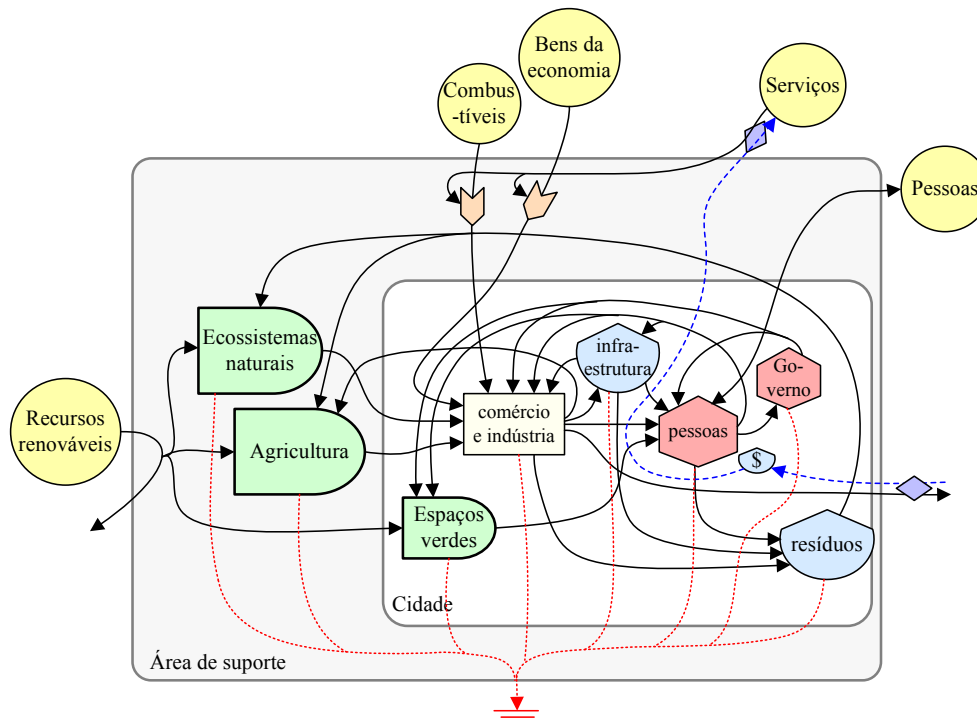 Bens da
economia
Combus
-tíveis
Serviços
Pessoas
Ecossistemas
naturais
infra-
estrutura
Go-
verno
Recursos
renováveis
Agricultura
comércio
e indústria
pessoas
$
Espaços
verdes
resíduos
Cidade
Área de suporte